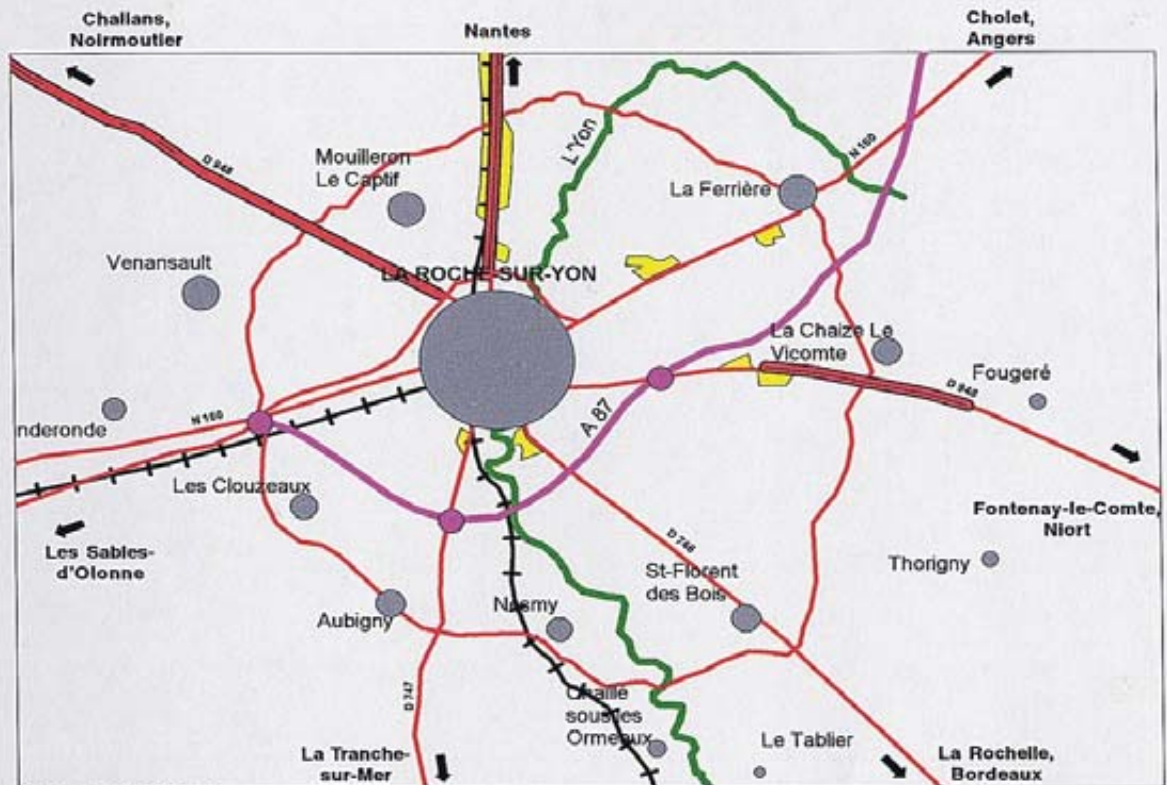 Challans,
Noirmoutier
Nantes
Cholet,
Angers
D 948
Mouilleron
Le Captif
L'Yon
N 160
La Ferrière
Venansault
LA ROCHE-SUR-YON
La Chaize Le
Vicomte
Fougeré
D 948
nderonde
N 160
A 87
Les Clouzeaux
Fontenay-le-Comte,
Niort
Les Sables-
d'Olonne
D 746
St-Florent
des Bois
Thorigny
Aubigny
Nesmy
D 747
Chaillé
sous les
Ormeaux
Le Tablier
La Tranche-
sur-Mer
La Rochelle,
Bordeaux